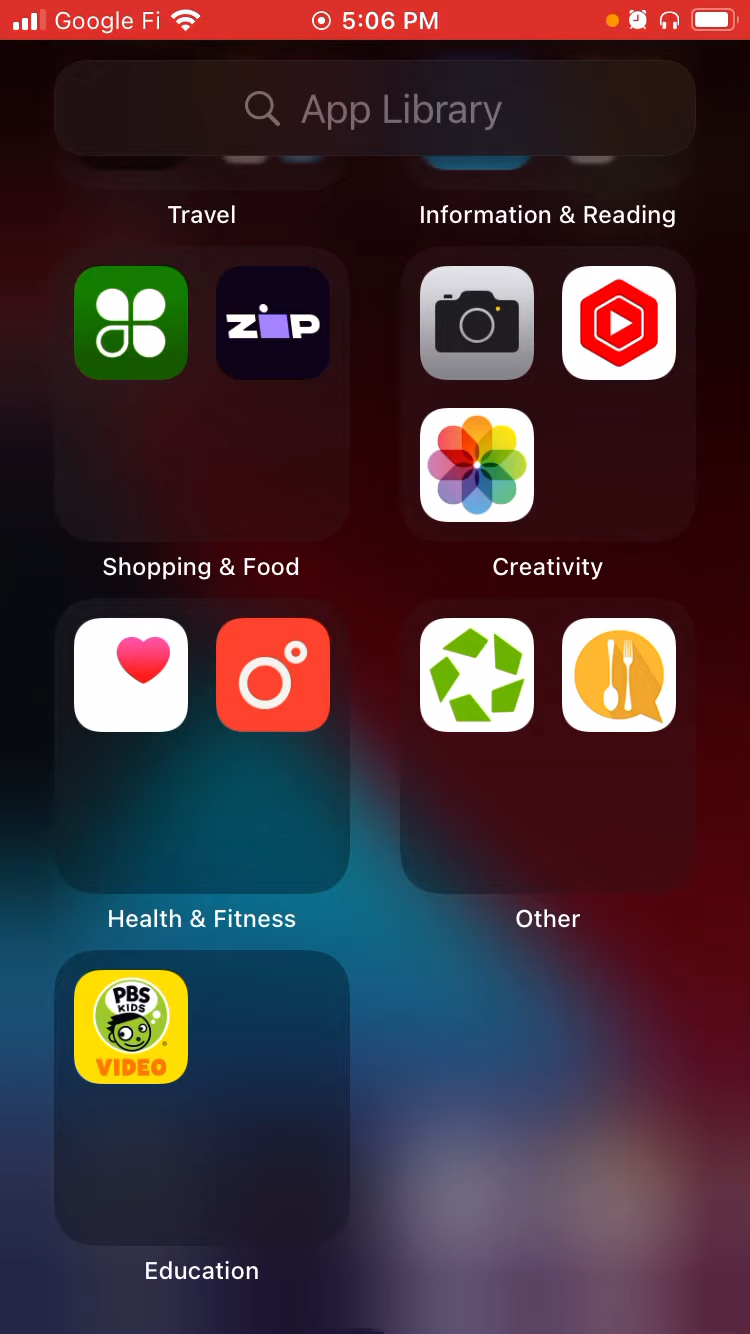 Google Fi 5:06 PM
App Library
Travel Information & Reading
ZIP
Shopping & Food Creativity
Health & Fitness Other
PBS
KIDS
VIDEO
Education